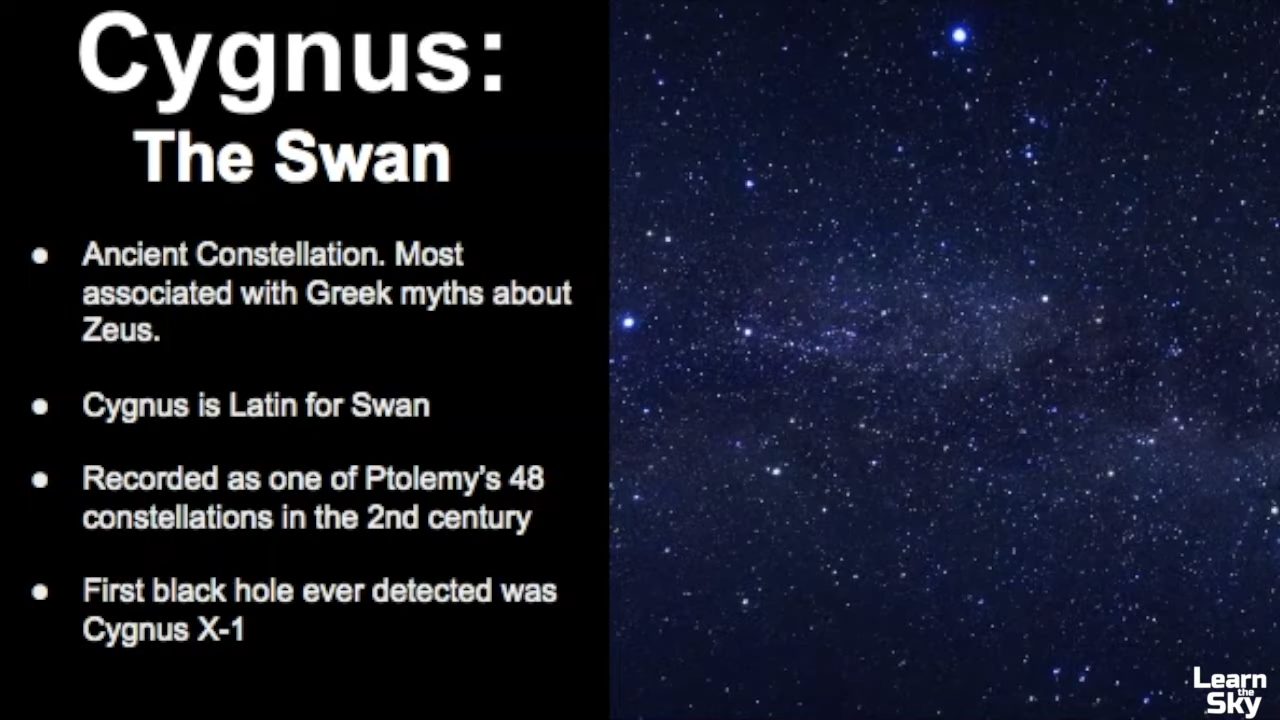 Cygnus:
The Swan
● Ancient Constellation. Most
associated with Greek myths about
Zeus.
● Cygnus is Latin for Swan
● Recorded as one of Ptolemy's 48
constellations in the 2nd century
● First black hole ever detected was
Cygnus X-1
Learn
the
Sky